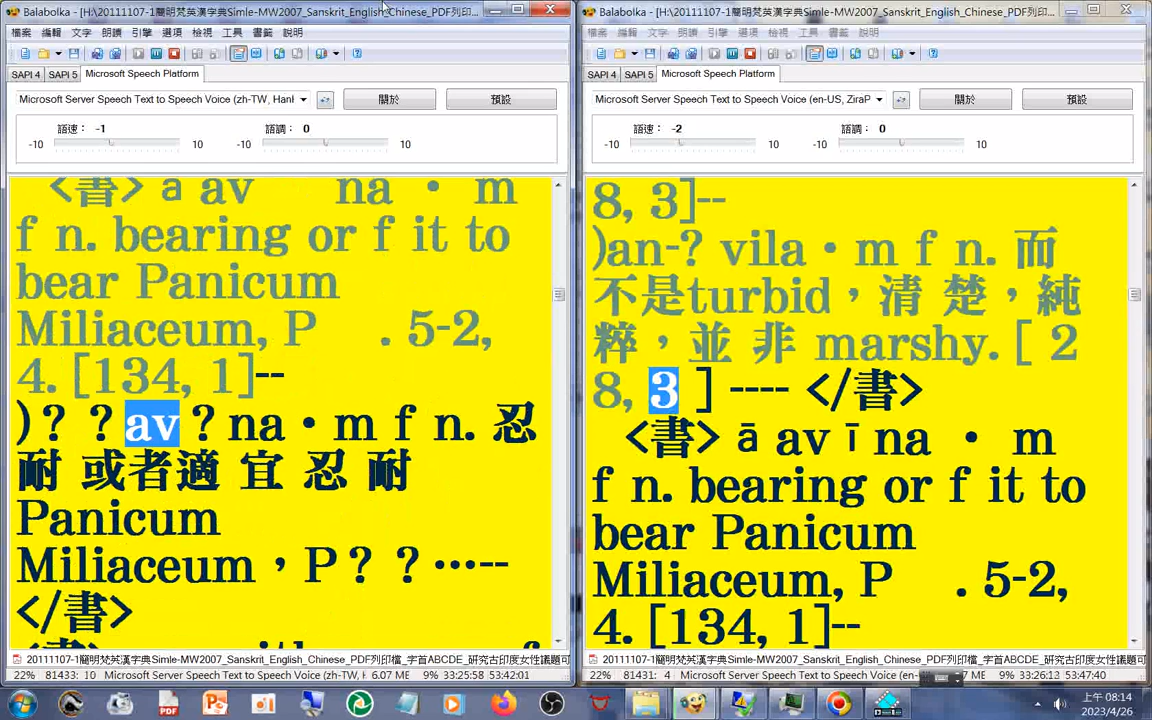 Balabolka - [H:\20111107-1簡明梵英漢字典Simle-MW2007_Sanskrit_English_Chinese_PDF列印...
檔案 編輯 文字 朗讀 引擎 選項 檢視 工具 書籤 說明
SAPI 4 SAPI 5 Microsoft Speech Platform
Microsoft Server Speech Text to Speech Voice (zh-TW, Hanl 關於 預設
語速： -1 語調： 0
-10 10 -10 10
<書> ā av na • m
f n. bearing or f it to
bear Panicum
Miliaceum, P . 5-2,
4. [134, 1]--
)？？av？na • m f n. 忍
耐 或者適 宜 忍 耐
Panicum
Miliaceum，P？？…--
</書>
20111107-1簡明梵英漢字典Simle-MW2007_Sanskrit_English_Chinese_PDF列印檔_字首ABCDE_研究古印度女性議題可
22% 81433: 10 Microsoft Server Speech Text to Speech Voice (zh-TW, H 6.07 ME 9% 33:25:58 53:42:01
Balabolka - [H:\20111107-1簡明梵英漢字典Simle-MW2007_Sanskrit_English_Chinese_PDF列印...
檔案 編輯 文字 朗讀 引擎 選項 檢視 工具 書籤 說明
SAPI 4 SAPI 5 Microsoft Speech Platform
Microsoft Server Speech Text to Speech Voice (en-US, ZiraP 關於 預設
語速： -2 語調： 0
-10 10 -10 10
8, 3]--
)an-? vila • m f n. 而
不是turbid，清 楚，純
粹，並 非 marshy. [ 2
8, 3 ] ---- </書>
<書> ā av ī na • m
f n. bearing or f it to
bear Panicum
Miliaceum, P . 5-2,
4. [134, 1]--
20111107-1簡明梵英漢字典Simle-MW2007_Sanskrit_English_Chinese_PDF列印檔_字首ABCDE_研究古印度女性議題可
22% 81431: 4 Microsoft Server Speech Text to Speech Voice (en- ME 9% 33:26:13 53:47:40
上午 08:14
2023/4/26